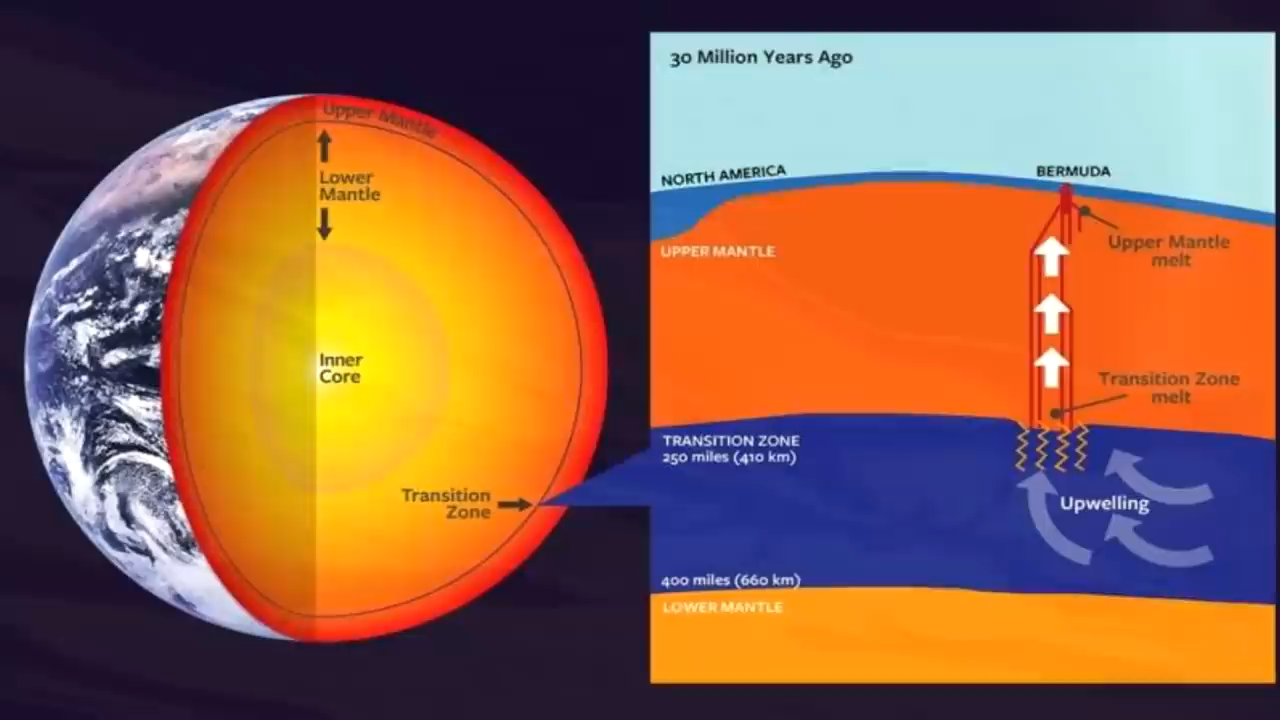 Upper Mantle
Lower
Mantle
Inner
Core
Transition
Zone
30 Million Years Ago
NORTH AMERICA
BERMUDA
UPPER MANTLE
Upper Mantle
melt
Transition Zone
melt
TRANSITION ZONE
250 miles (410 km)
Upwelling
400 miles (660 km)
LOWER MANTLE